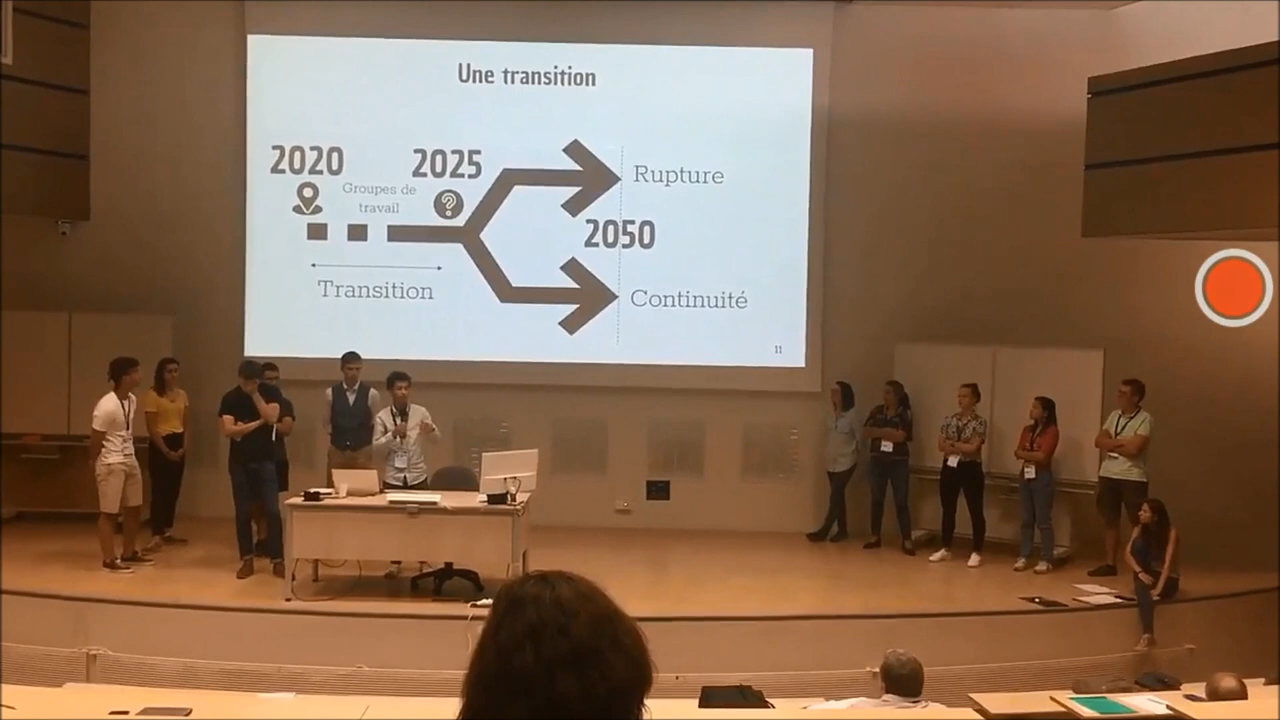 Une transition
2020
2025
Groupes de
travail
Rupture
2050
Transition
Continuité
11